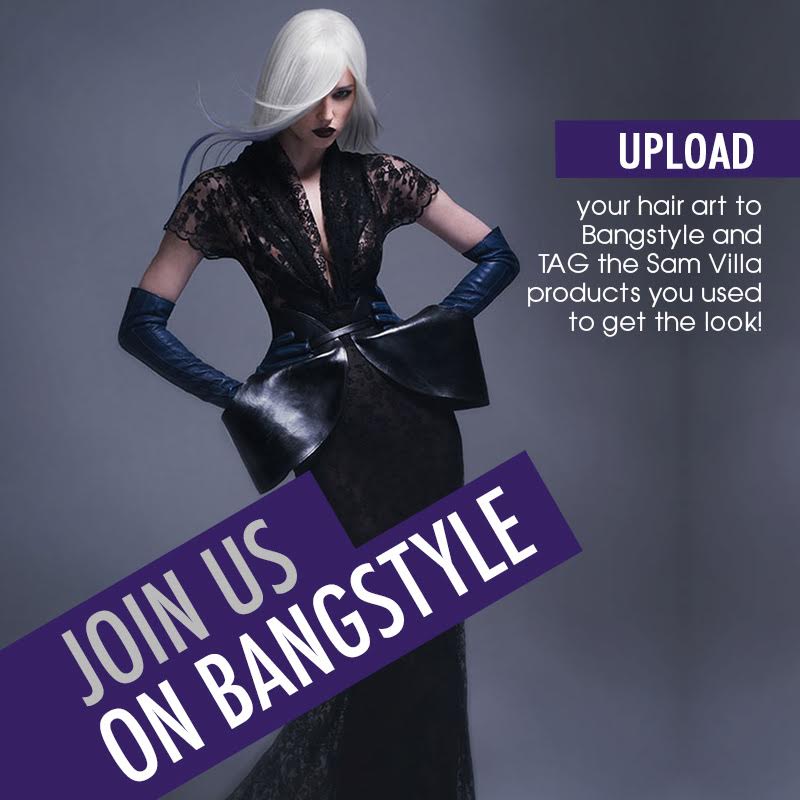 UPLOAD
your hair art to
Bangstyle and
TAG the Sam Villa
products you used
to get the look!
JOIN US
ON BANGSTYLE